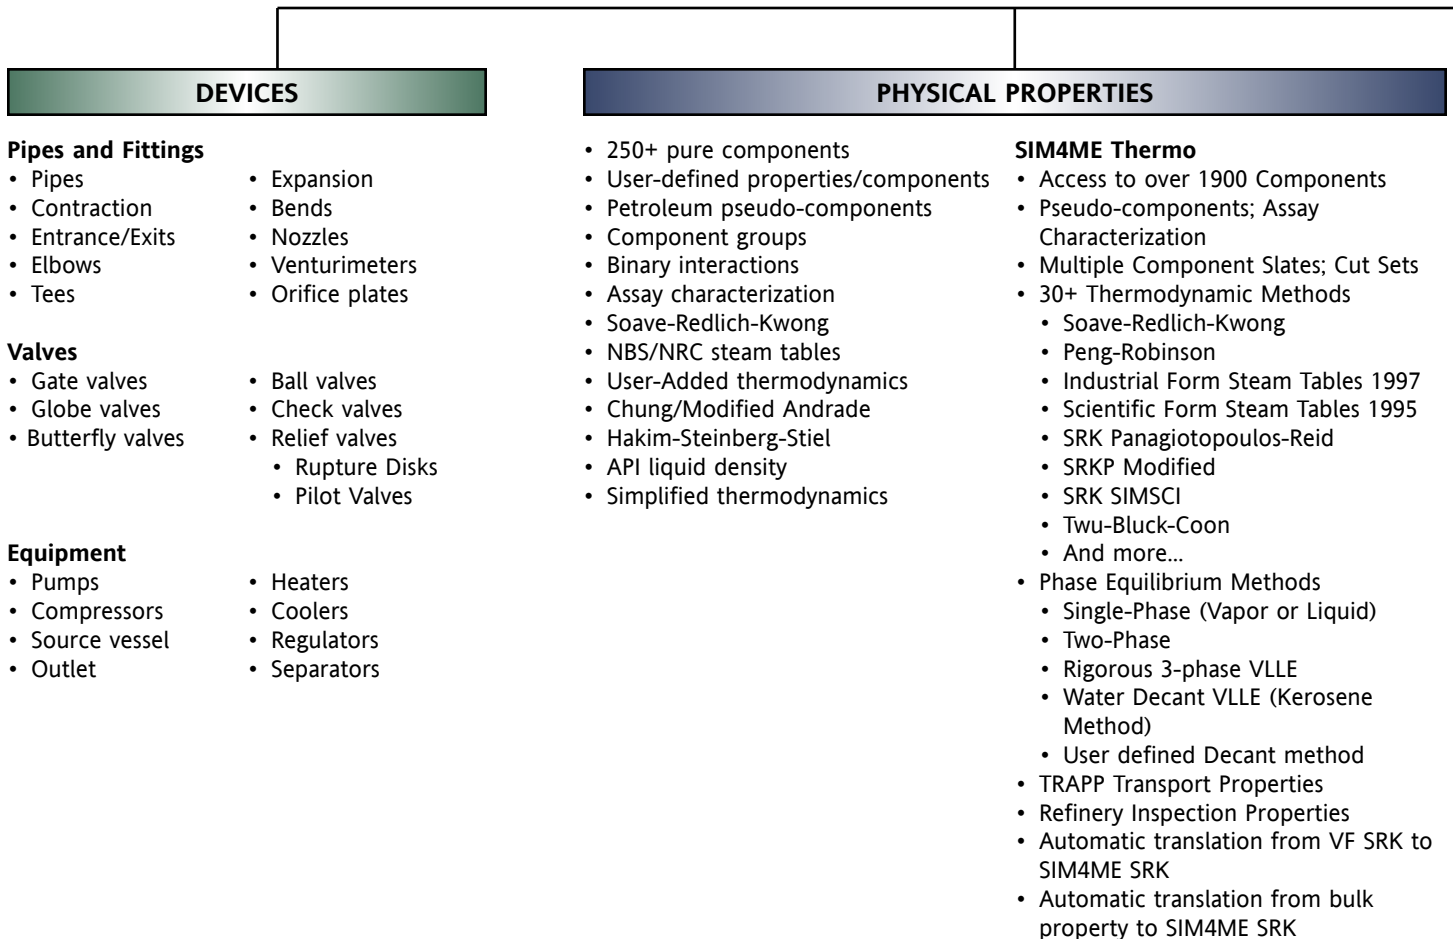 DEVICES
Pipes and Fittings
• Pipes
• Contraction
• Entrance/Exits
• Elbows
• Tees
• Expansion
• Bends
• Nozzles
• Venturimeters
• Orifice plates
Valves
• Gate valves
• Globe valves
• Butterfly valves
• Ball valves
• Check valves
• Relief valves
• Rupture Disks
• Pilot Valves
Equipment
• Pumps
• Compressors
• Source vessel
• Outlet
• Heaters
• Coolers
• Regulators
• Separators
PHYSICAL PROPERTIES
• 250+ pure components
• User-defined properties/components
• Petroleum pseudo-components
• Component groups
• Binary interactions
• Assay characterization
• Soave-Redlich-Kwong
• NBS/NRC steam tables
• User-Added thermodynamics
• Chung/Modified Andrade
• Hakim-Steinberg-Stiel
• API liquid density
• Simplified thermodynamics
SIM4ME Thermo
• Access to over 1900 Components
• Pseudo-components; Assay
Characterization
• Multiple Component Slates; Cut Sets
• 30+ Thermodynamic Methods
• Soave-Redlich-Kwong
• Peng-Robinson
• Industrial Form Steam Tables 1997
• Scientific Form Steam Tables 1995
• SRK Panagiotopoulos-Reid
• SRKP Modified
• SRK SIMSCI
• Twu-Bluck-Coon
• And more...
• Phase Equilibrium Methods
• Single-Phase (Vapor or Liquid)
• Two-Phase
• Rigorous 3-phase VLLE
• Water Decant VLLE (Kerosene
Method)
• User defined Decant method
• TRAPP Transport Properties
• Refinery Inspection Properties
• Automatic translation from VF SRK to
SIM4ME SRK
• Automatic translation from bulk
property to SIM4ME SRK